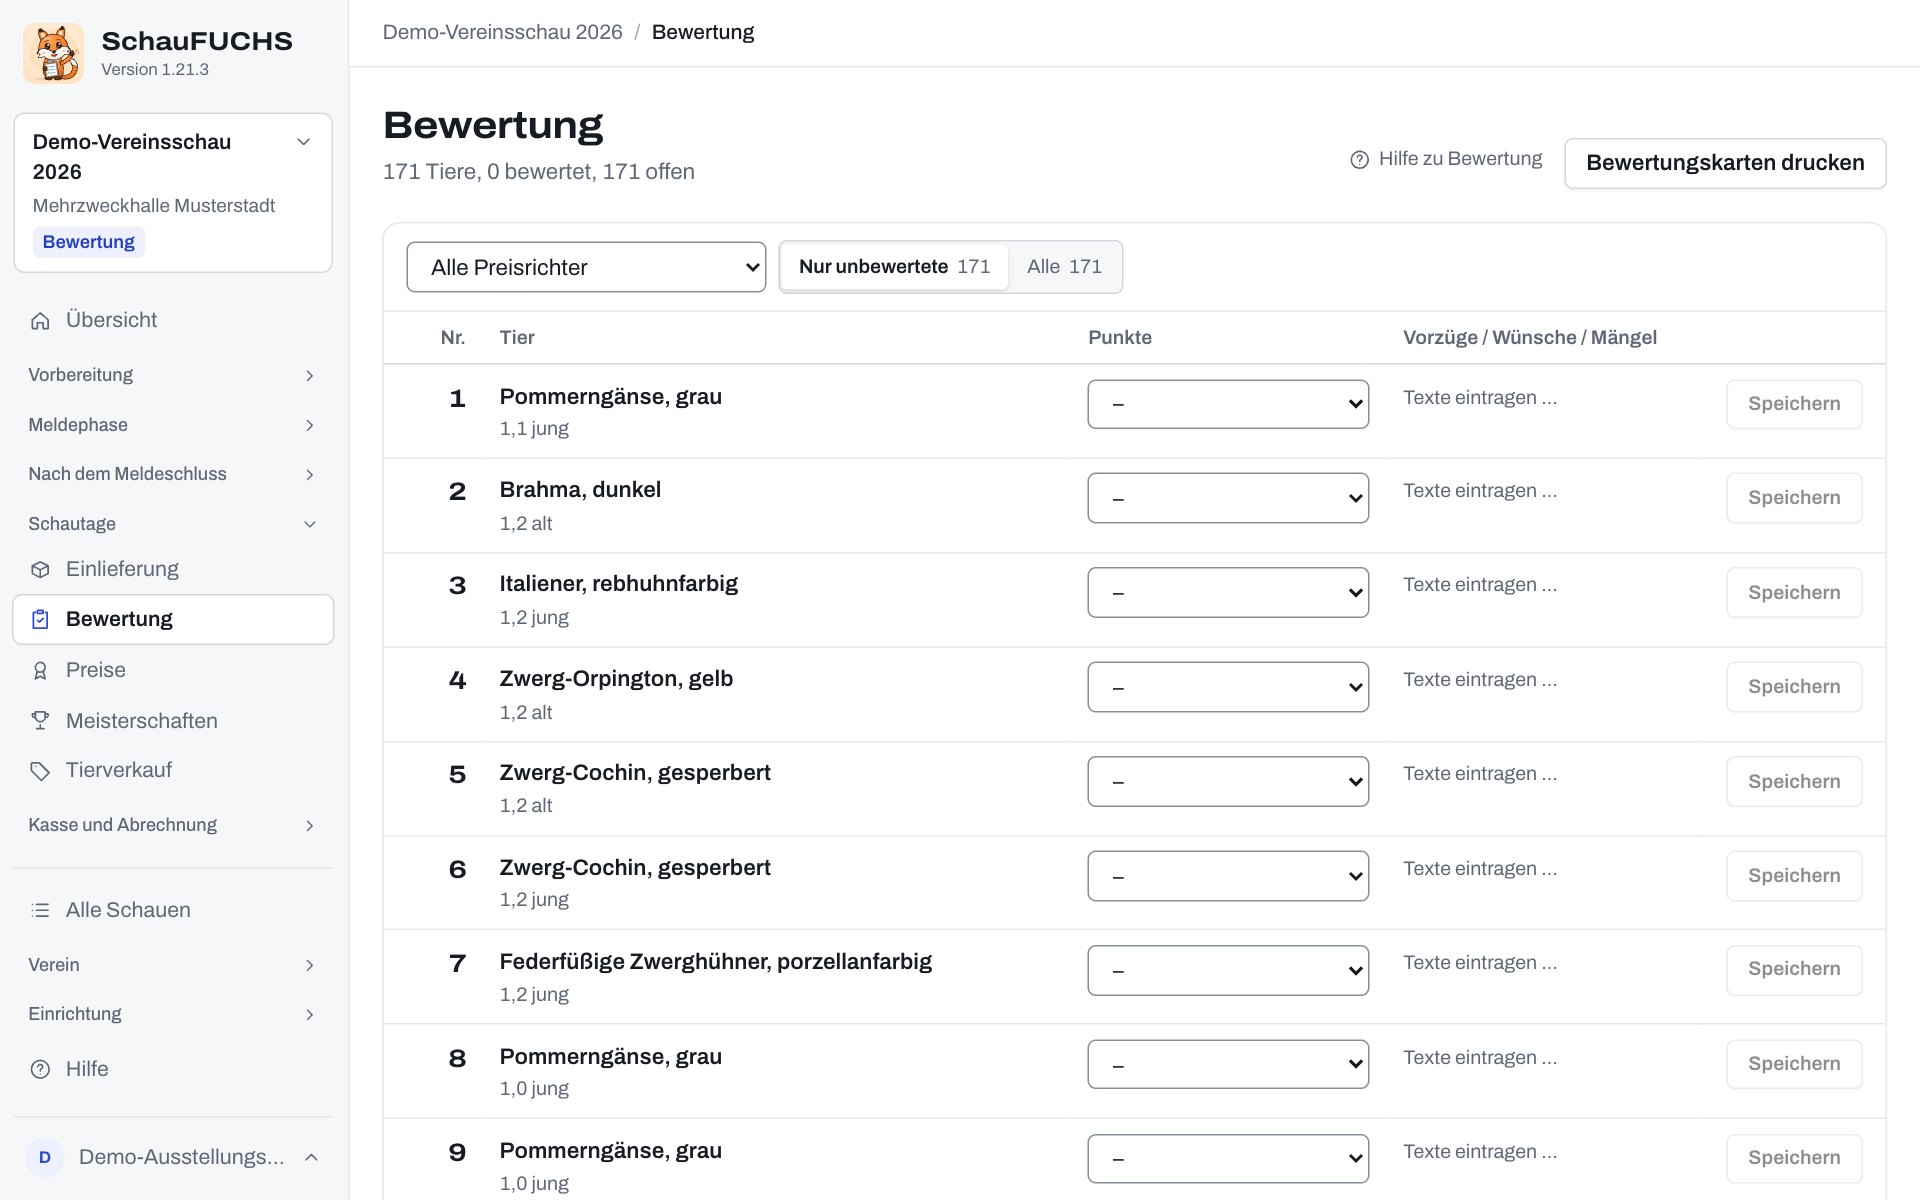 SchauFUCHS
Version 1.21.3
Demo-Vereinsschau
2026
Mehrzweckhalle Musterstadt
Bewertung
Übersicht
Vorbereitung
Meldephase
Nach dem Meldeschluss
Schautage
Einlieferung
Bewertung
Preise
Meisterschaften
Tierverkauf
Kasse und Abrechnung
Alle Schauen
Verein
Einrichtung
Hilfe
D Demo-Ausstellungs...
Demo-Vereinsschau 2026 / Bewertung
Bewertung
171 Tiere, 0 bewertet, 171 offen
Hilfe zu Bewertung
Bewertungskarten drucken
Alle Preisrichter
Nur unbewertete 171
Alle 171
Nr. Tier Punkte Vorzüge / Wünsche / Mängel
1 Pommerngänse, grau – Texte eintragen ... Speichern
1,1 jung
2 Brahma, dunkel – Texte eintragen ... Speichern
1,2 alt
3 Italiener, rebhuhnfarbig – Texte eintragen ... Speichern
1,2 jung
4 Zwerg-Orpington, gelb – Texte eintragen ... Speichern
1,2 alt
5 Zwerg-Cochin, gesperbert – Texte eintragen ... Speichern
1,2 alt
6 Zwerg-Cochin, gesperbert – Texte eintragen ... Speichern
1,2 jung
7 Federfüßige Zwerghühner, porzellanfarbig – Texte eintragen ... Speichern
1,2 jung
8 Pommerngänse, grau – Texte eintragen ... Speichern
1,0 jung
9 Pommerngänse, grau – Texte eintragen ... Speichern
1,0 jung